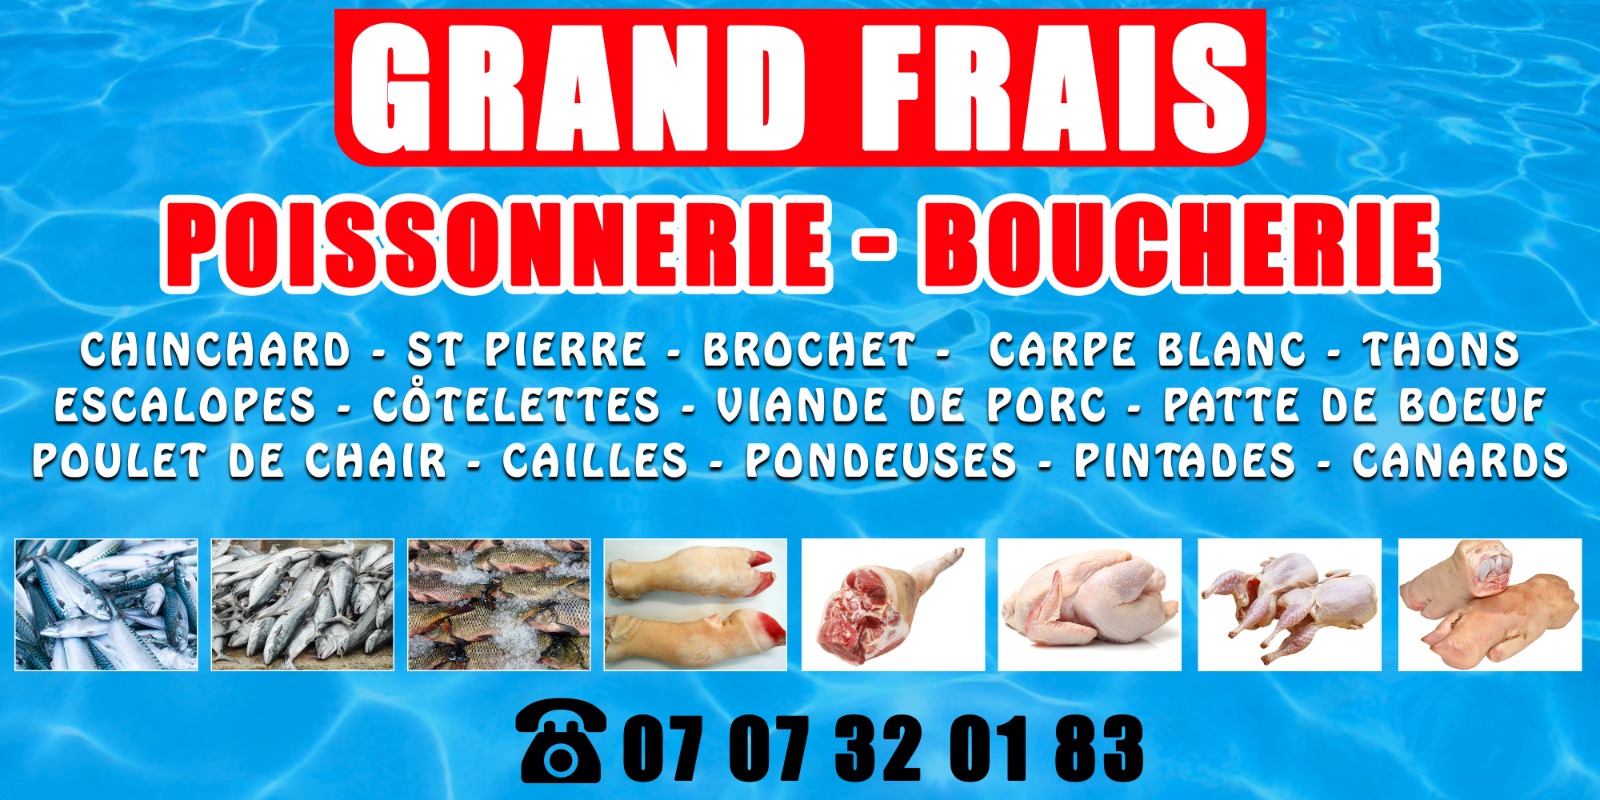 GRAND FRAIS
POISSONNERIE - BOUCHERIE
CHINCHARD - ST PIERRE - BROCHET - CARPE BLANC - THONS
ESCALOPES - CÔTELETTES - VIANDE DE PORC - PATTE DE BOEUF
POULET DE CHAIR - CAILLES - PONDEUSES - PINTADES - CANARDS
07 07 32 01 83